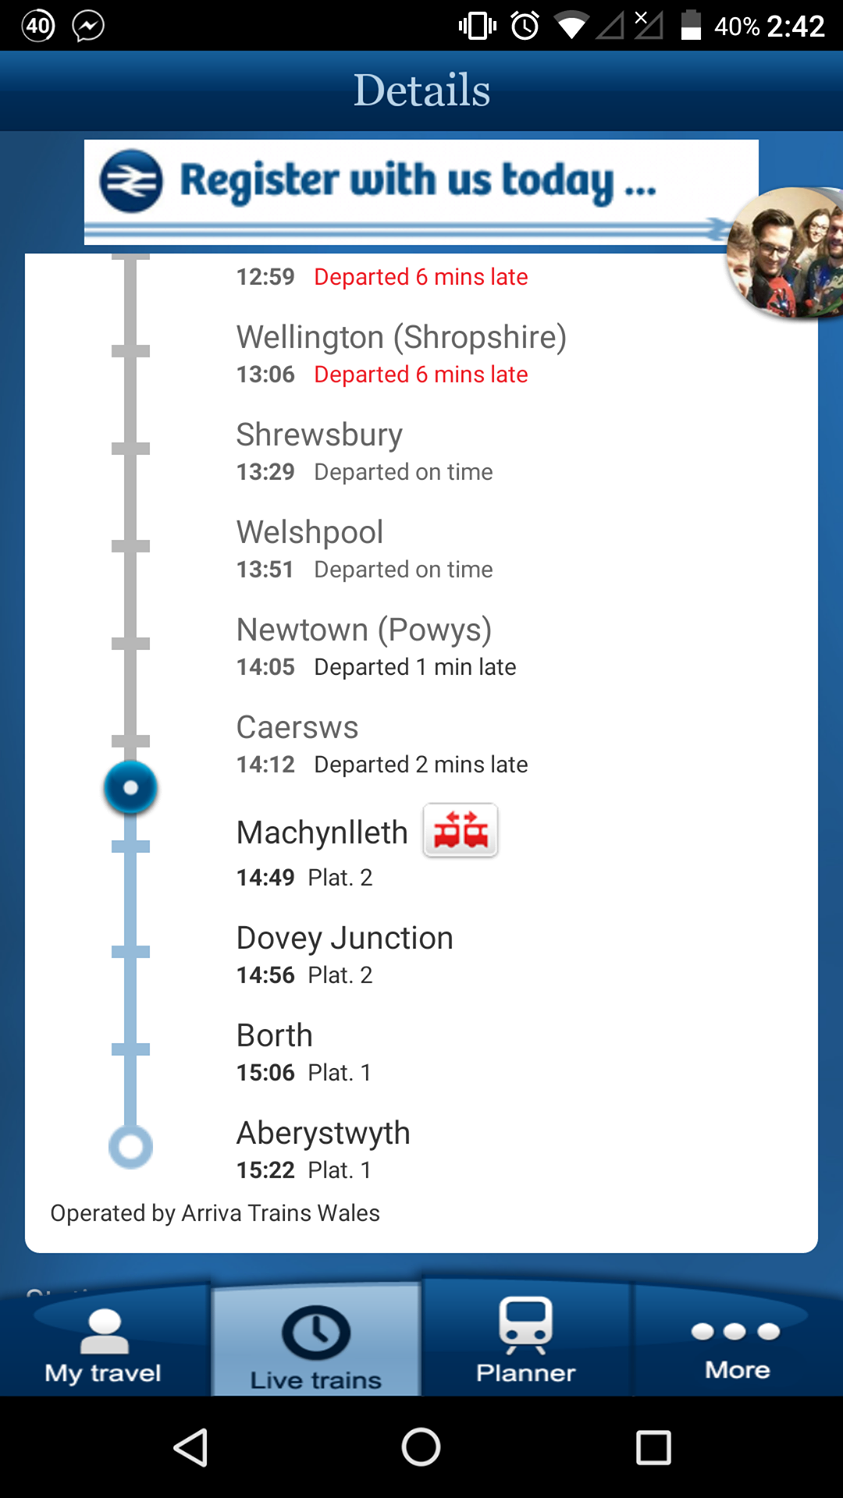 40
40% 2:42
Details
Register with us today ...
12:59 Departed 6 mins late
Wellington (Shropshire)
13:06 Departed 6 mins late
Shrewsbury
13:29 Departed on time
Welshpool
13:51 Departed on time
Newtown (Powys)
14:05 Departed 1 min late
Caersws
14:12 Departed 2 mins late
Machynlleth
14:49 Plat. 2
Dovey Junction
14:56 Plat. 2
Borth
15:06 Plat. 1
Aberystwyth
15:22 Plat. 1
Operated by Arriva Trains Wales
My travel
Live trains
Planner
More